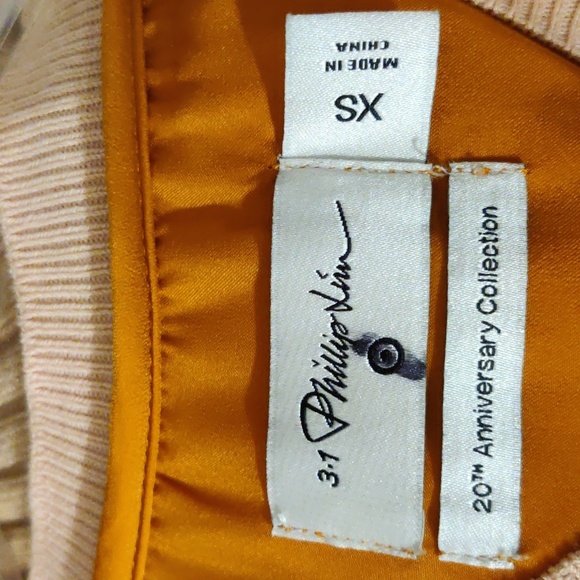 3.1 Phillip Lim
20TH Anniversary Collection
XS
MADE IN
CHINA